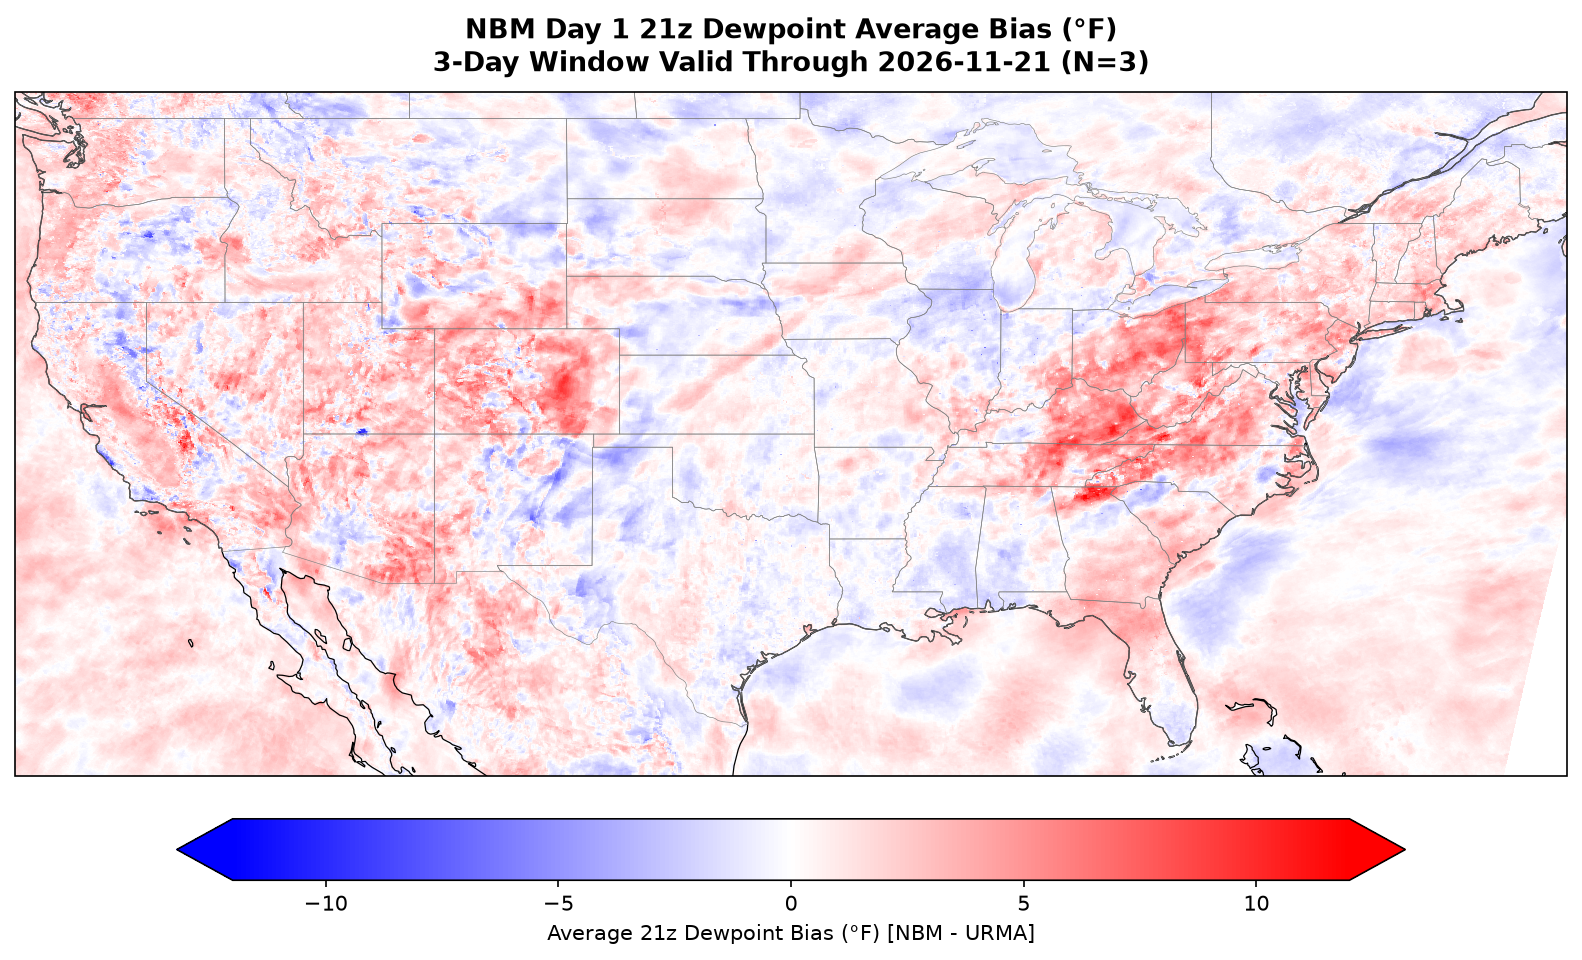 NBM Day 1 21z Dewpoint Average Bias (°F)
3-Day Window Valid Through 2026-11-21 (N=3)
−10 −5 0 5 10
Average 21z Dewpoint Bias (°F) [NBM - URMA]